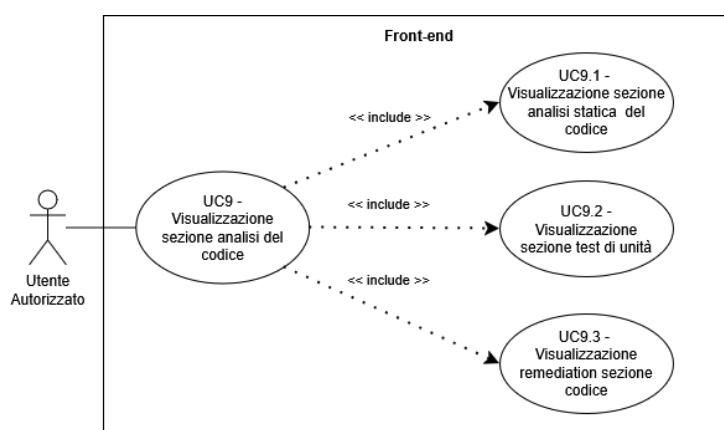 Front-end
UC9.1 -
Visualizzazione sezione
analisi statica del
codice
<< include >>
UC9 -
Visualizzazione
sezione analisi del
codice
<< include >>
UC9.2 -
Visualizzazione
sezione test di unità
Utente
Autorizzato
<< include >>
UC9.3 -
Visualizzazione
remediation sezione
codice